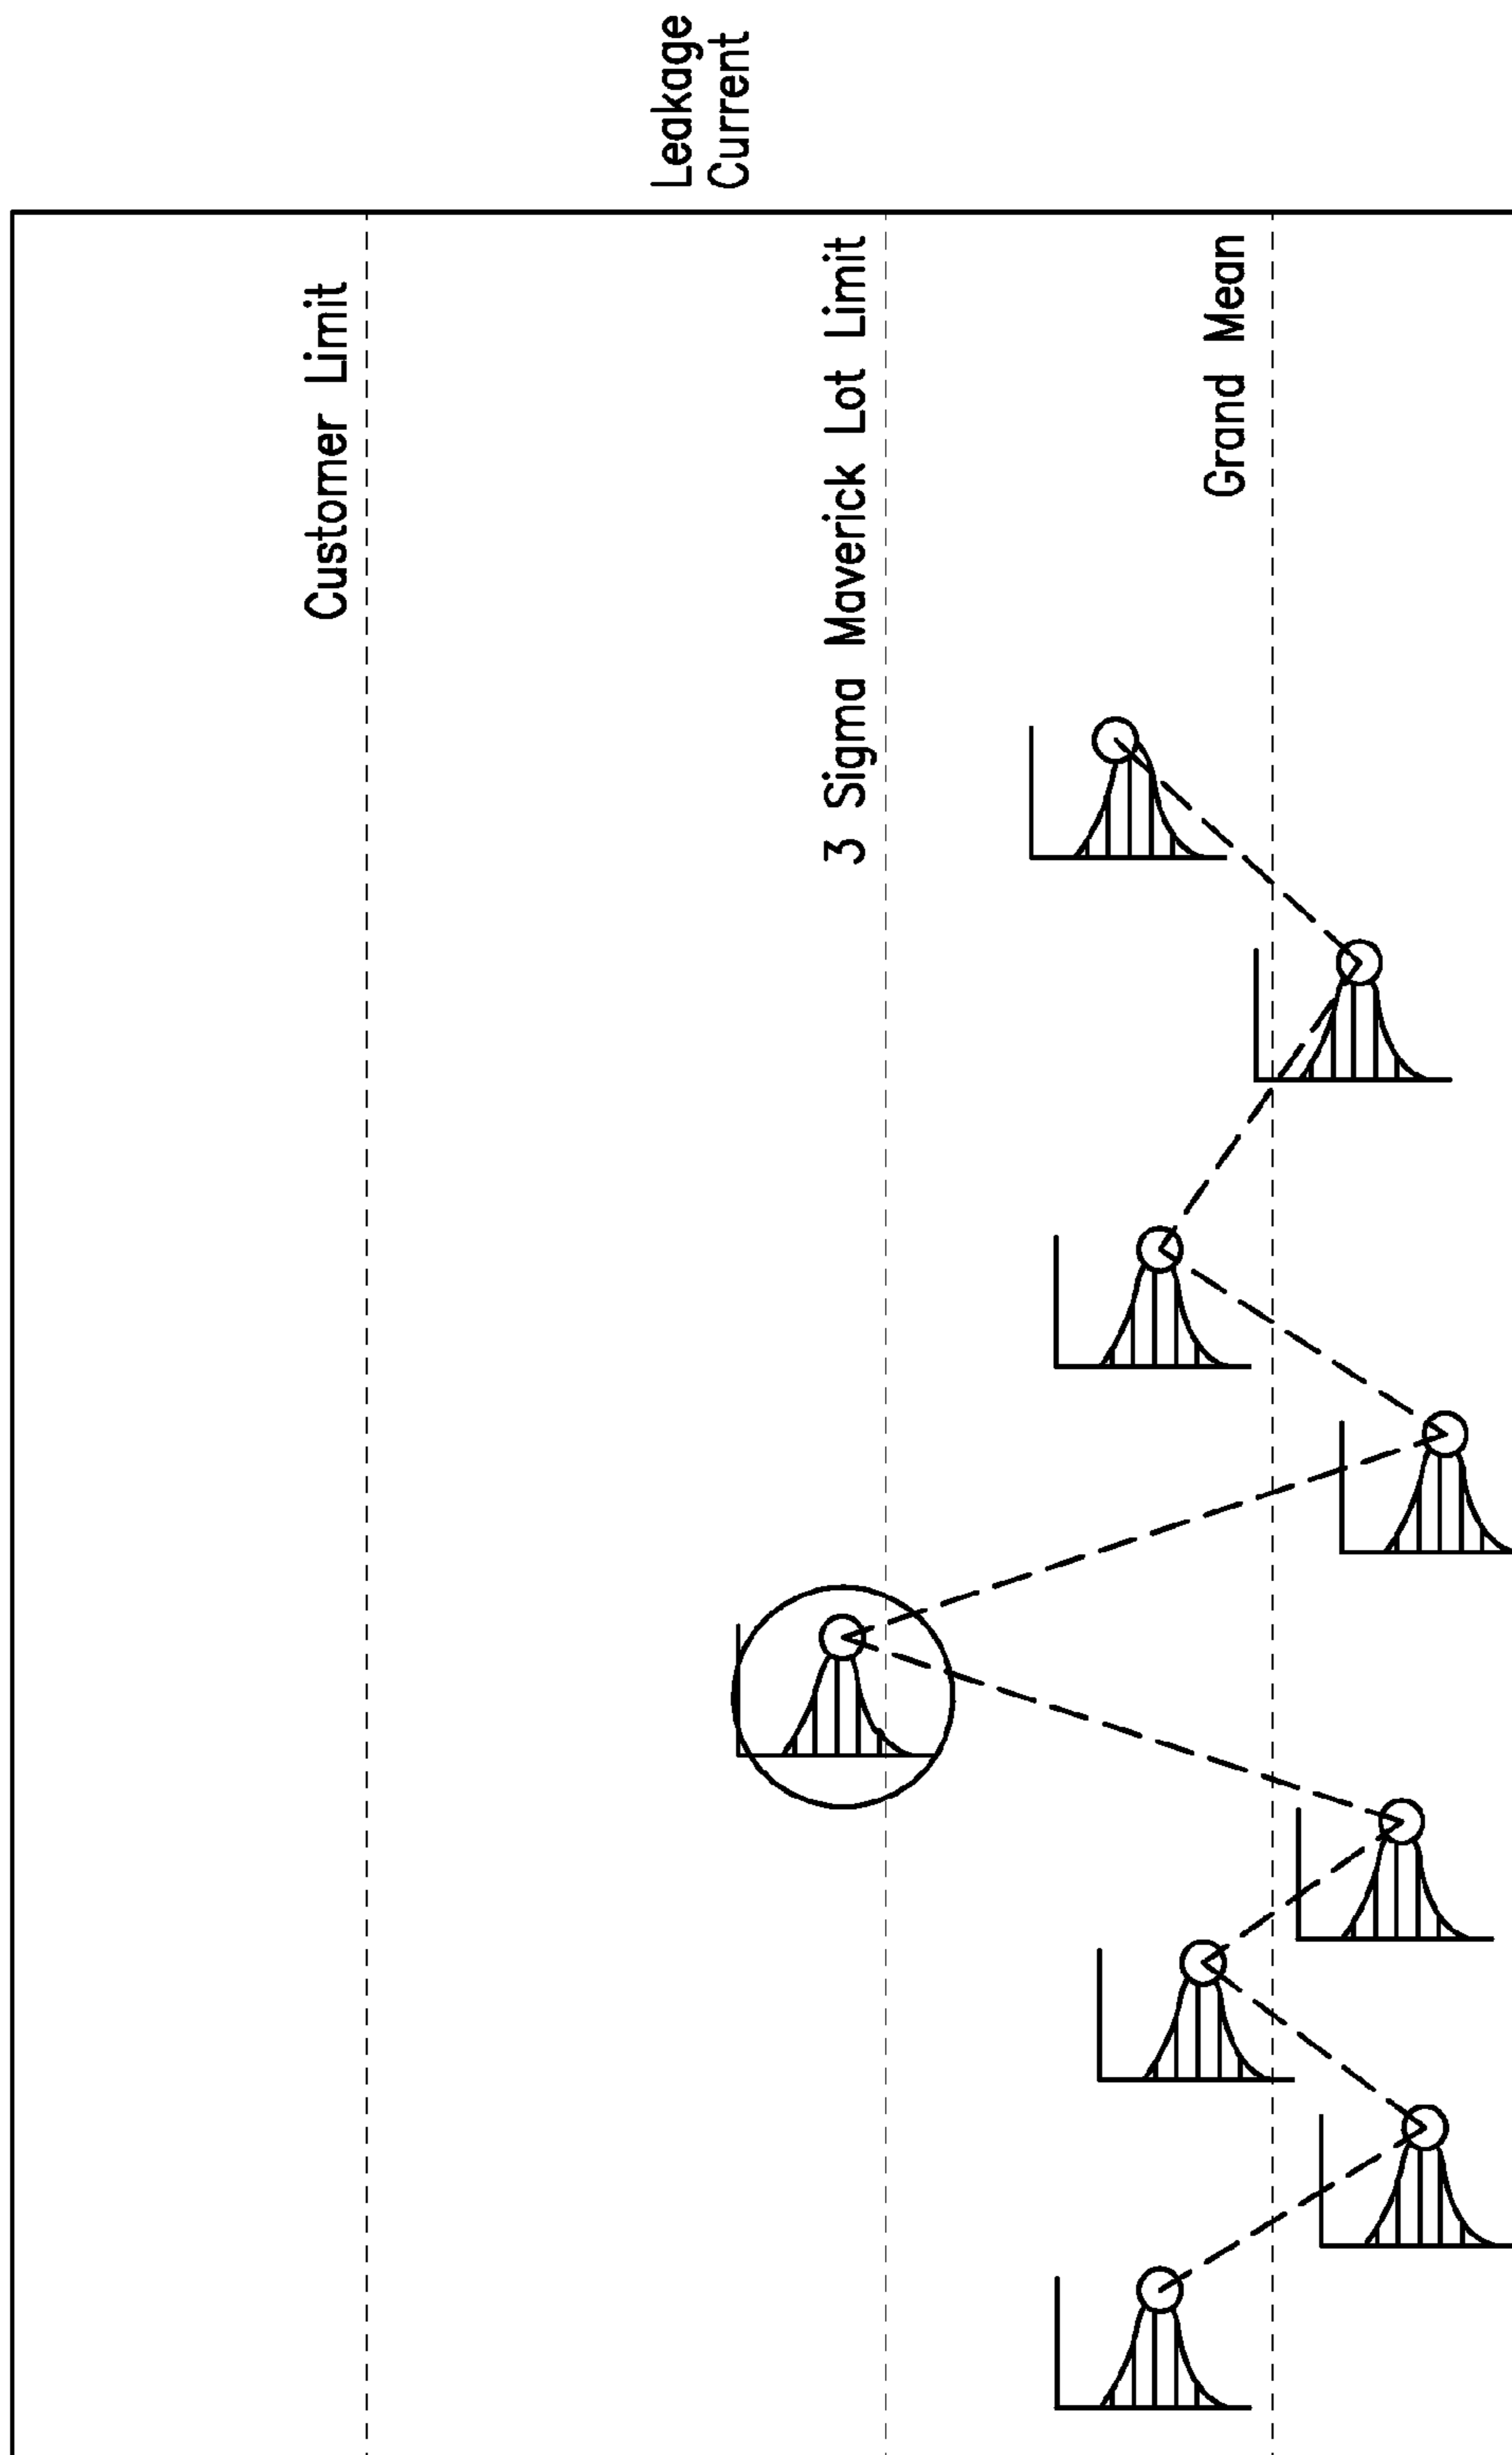 Leakage
Current
Customer Limit
3 Sigma Maverick Lot Limit
Grand Mean